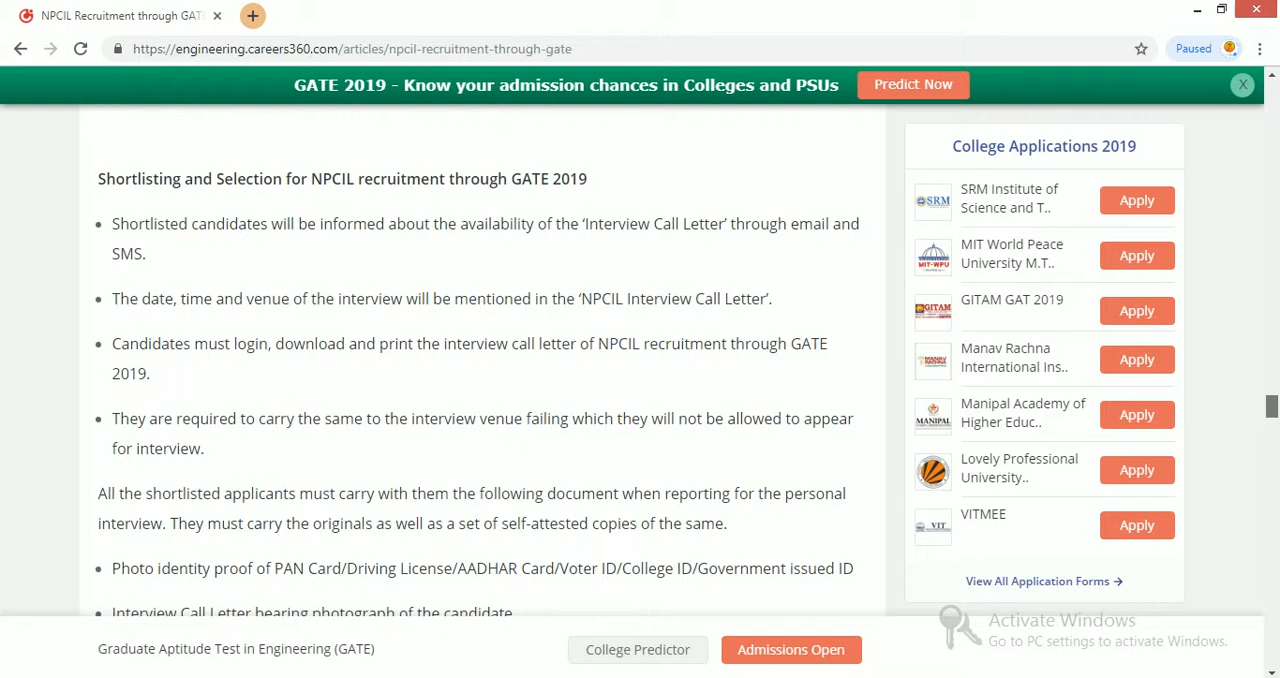 NPCIL Recruitment through GAT
https://engineering.careers360.com/articles/npcil-recruitment-through-gate
Paused
GATE 2019 - Know your admission chances in Colleges and PSUs
Predict Now
X
Shortlisting and Selection for NPCIL recruitment through GATE 2019
Shortlisted candidates will be informed about the availability of the ‘Interview Call Letter’ through email and
SMS.
The date, time and venue of the interview will be mentioned in the ‘NPCIL Interview Call Letter’.
Candidates must login, download and print the interview call letter of NPCIL recruitment through GATE
2019.
They are required to carry the same to the interview venue failing which they will not be allowed to appear
for interview.
All the shortlisted applicants must carry with them the following document when reporting for the personal
interview. They must carry the originals as well as a set of self-attested copies of the same.
Photo identity proof of PAN Card/Driving License/AADHAR Card/Voter ID/College ID/Government issued ID
Interview Call Letter bearing photograph of the candidate
College Applications 2019
SRM
SRM Institute of
Science and T..
Apply
MIT-WPU
MIT World Peace
University M.T..
Apply
GITAM
GITAM GAT 2019
Apply
MANAV RACHNA
Manav Rachna
International Ins..
Apply
MANIPAL
Manipal Academy of
Higher Educ..
Apply
Lovely Professional
University..
Apply
VIT
VITMEE
Apply
View All Application Forms
Activate Windows
Go to PC settings to activate Windows.
Graduate Aptitude Test in Engineering (GATE)
College Predictor
Admissions Open